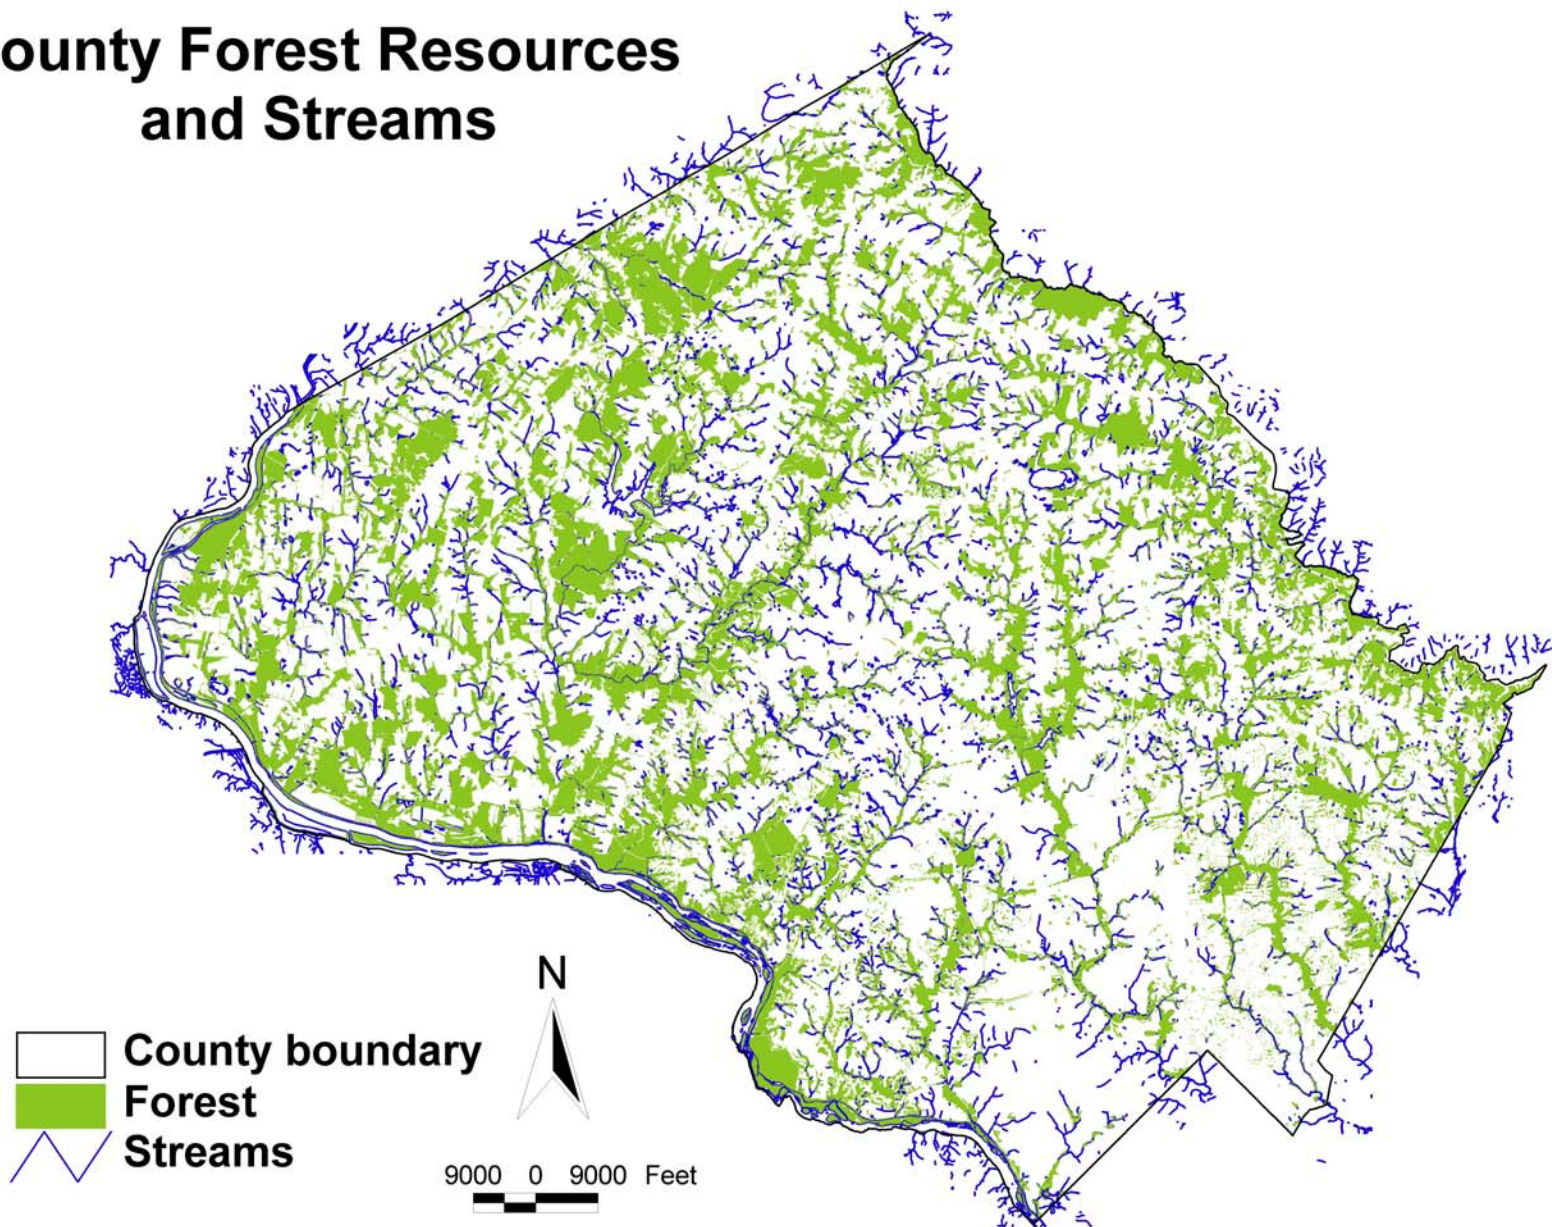 ounty Forest Resources
and Streams
N
County boundary
Forest
Streams
9000 0 9000 Feet